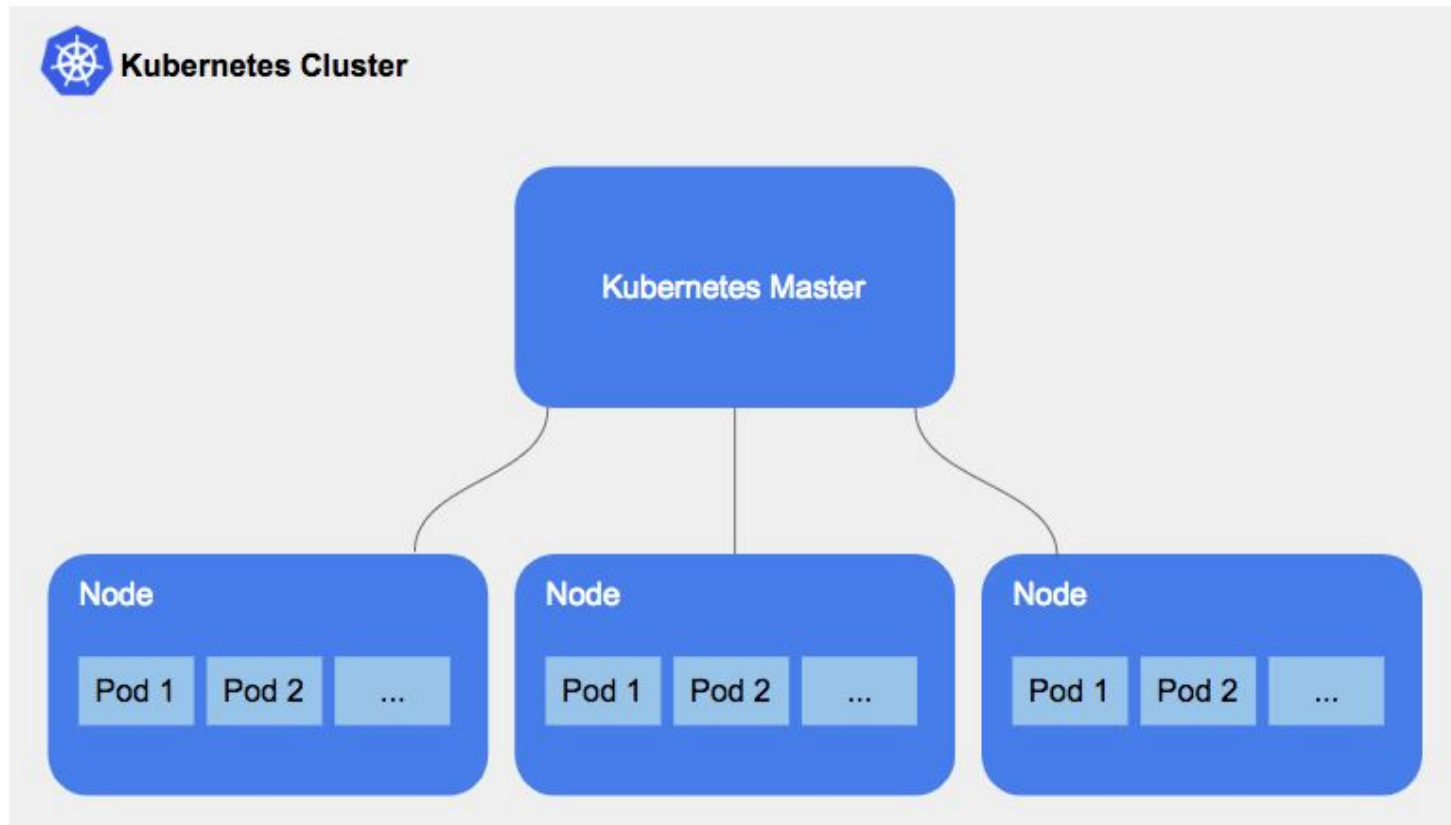 Kubernetes Cluster
Kubernetes Master
Node
Pod 1 Pod 2 ...
Node
Pod 1 Pod 2 ...
Node
Pod 1 Pod 2 ...